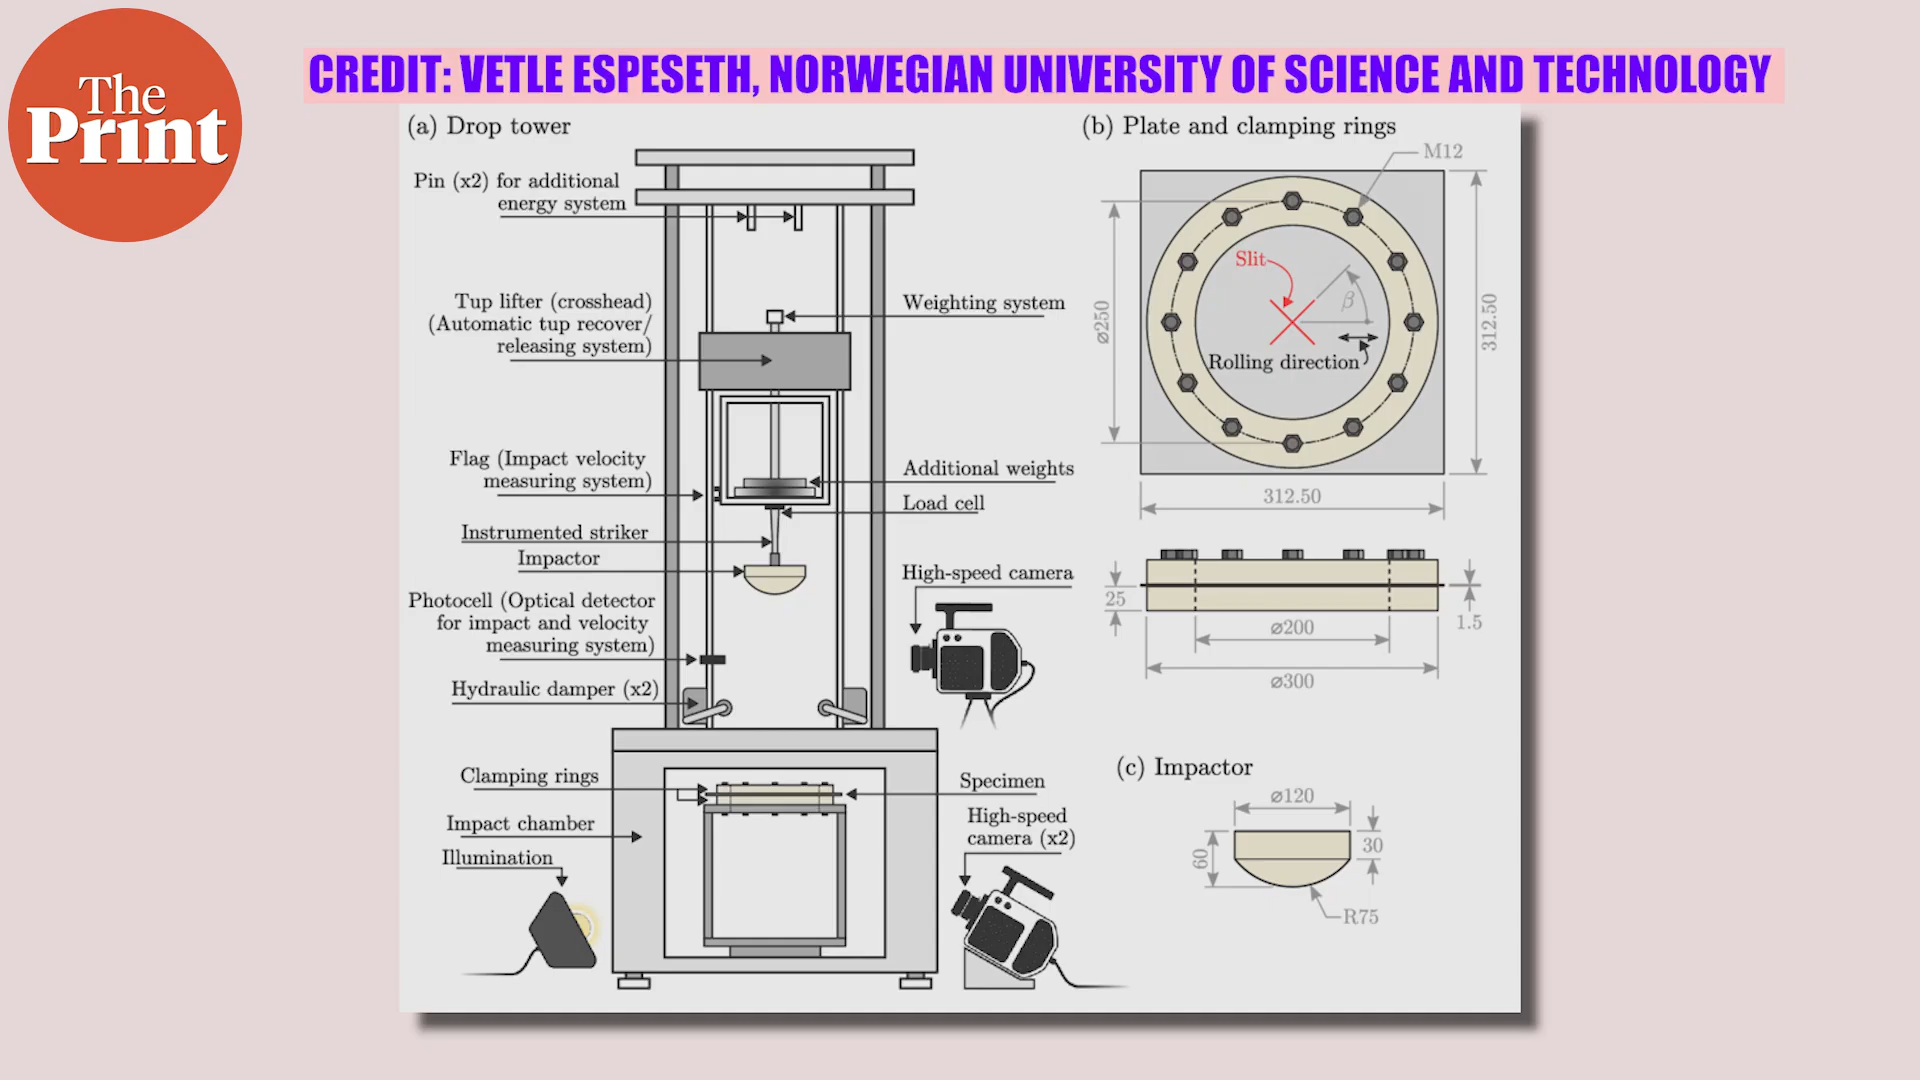 The
Print
CREDIT: VETLE ESPESETH, NORWEGIAN UNIVERSITY OF SCIENCE AND TECHNOLOGY
(a) Drop tower
Pin (x2) for additional
energy system
Tup lifter (crosshead)
(Automatic tup recover/
releasing system)
Weighting system
Flag (Impact velocity
measuring system)
Additional weights
Load cell
Instrumented striker
Impactor
High-speed camera
Photocell (Optical detector
for impact and velocity
measuring system)
Hydraulic damper (x2)
Clamping rings
Specimen
Impact chamber
High-speed
camera (x2)
Illumination
(b) Plate and clamping rings
M12
Slit
β
⌀250
312.50
Rolling direction
312.50
25
⌀200
1.5
⌀300
(c) Impactor
⌀120
60
30
R75